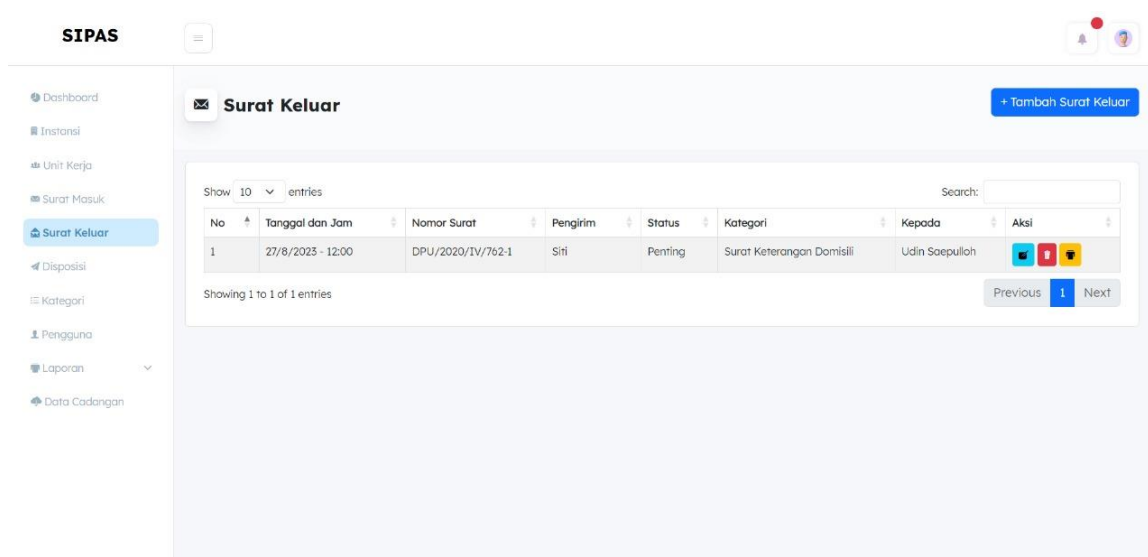 SIPAS
Dashboard
Instansi
Unit Kerja
Surat Masuk
Surat Keluar
Disposisi
Kategori
Pengguna
Laporan
Data Cadangan
Surat Keluar
+ Tambah Surat Keluar
Show 10 entries
Search:
No Tanggal dan Jam Nomor Surat Pengirim Status Kategori Kepada Aksi
1 27/8/2023 - 12:00 DPU/2020/IV/762-1 Siti Penting Surat Keterangan Domisili Udin Saepulloh
Showing 1 to 1 of 1 entries
Previous 1 Next